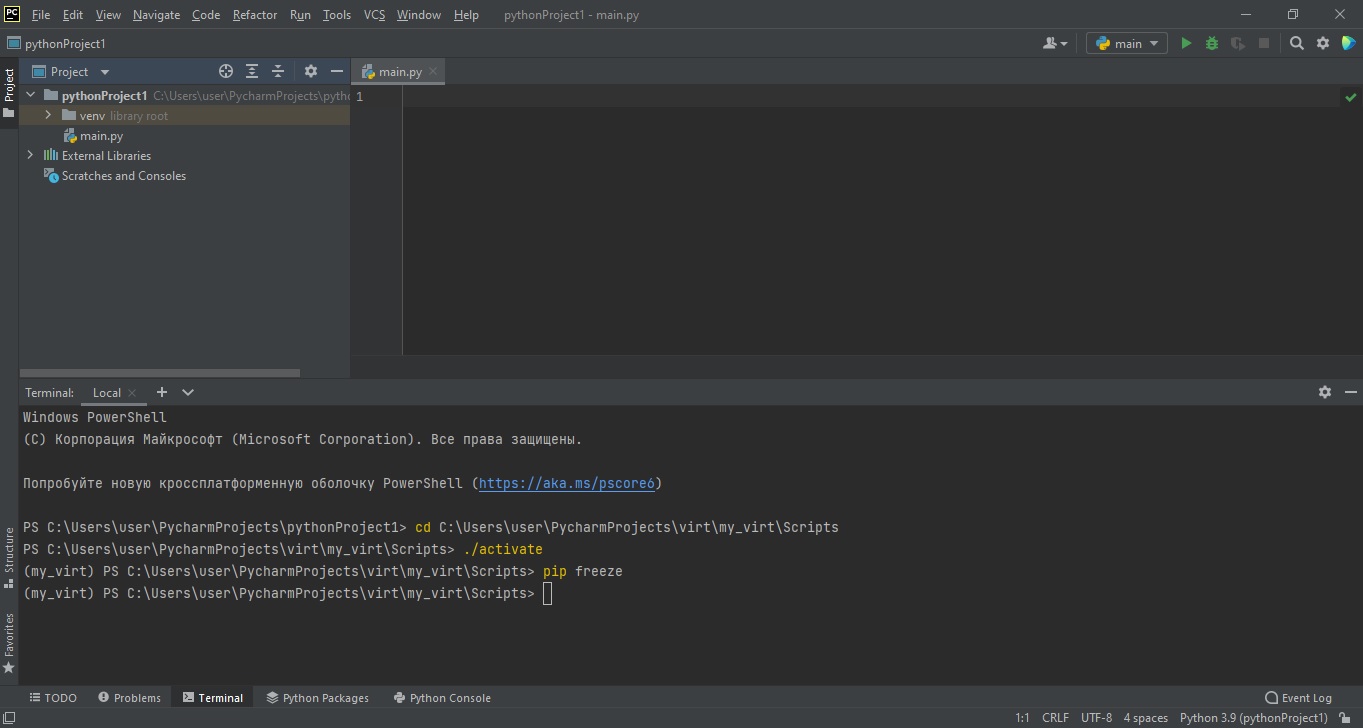 PC File Edit View Navigate Code Refactor Run Tools VCS Window Help pythonProject1 - main.py
pythonProject1 main
Project main.py
Project
pythonProject1 C:\Users\user\PycharmProjects\pytho 1
venv library root
main.py
External Libraries
Scratches and Consoles
Terminal: Local
Windows PowerShell
(C) Корпорация Майкрософт (Microsoft Corporation). Все права защищены.
Попробуйте новую кроссплатформенную оболочку PowerShell (https://aka.ms/pscore6)
PS C:\Users\user\PycharmProjects\pythonProject1> cd C:\Users\user\PycharmProjects\virt\my_virt\Scripts
PS C:\Users\user\PycharmProjects\virt\my_virt\Scripts> ./activate
(my_virt) PS C:\Users\user\PycharmProjects\virt\my_virt\Scripts> pip freeze
(my_virt) PS C:\Users\user\PycharmProjects\virt\my_virt\Scripts>
Structure
Favorites
TODO Problems Terminal Python Packages Python Console Event Log
1:1 CRLF UTF-8 4 spaces Python 3.9 (pythonProject1)